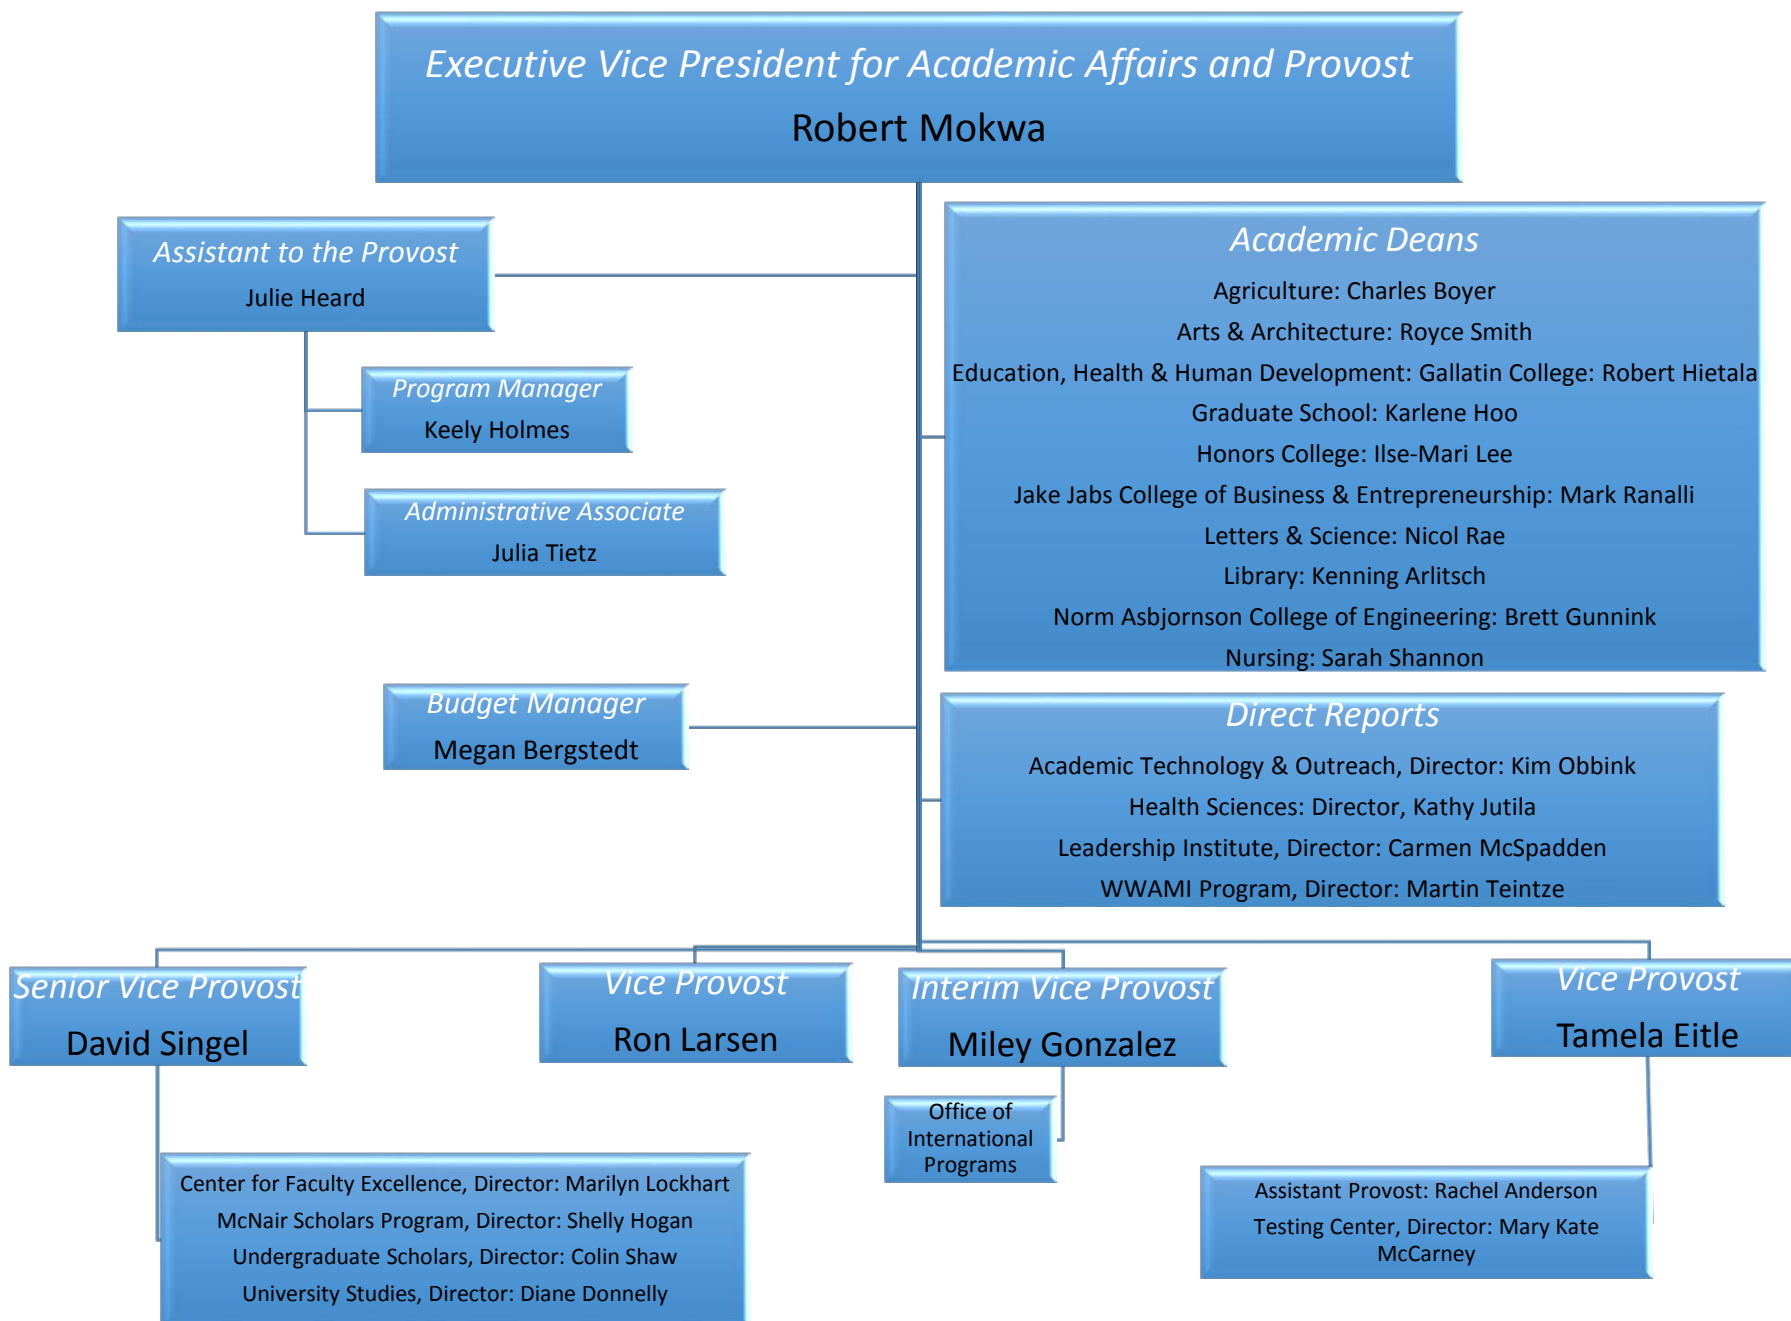 Executive Vice President for Academic Affairs and Provost
Robert Mokwa
Assistant to the Provost
Julie Heard
Program Manager
Keely Holmes
Administrative Associate
Julia Tietz
Academic Deans
Agriculture: Charles Boyer
Arts & Architecture: Royce Smith
Education, Health & Human Development: Gallatin College: Robert Hietala
Graduate School: Karlene Hoo
Honors College: Ilse-Mari Lee
Jake Jabs College of Business & Entrepreneurship: Mark Ranalli
Letters & Science: Nicol Rae
Library: Kenning Arlitsch
Norm Asbjornson College of Engineering: Brett Gunnink
Nursing: Sarah Shannon
Budget Manager
Megan Bergstedt
Direct Reports
Academic Technology & Outreach, Director: Kim Obbink
Health Sciences: Director, Kathy Jutila
Leadership Institute, Director: Carmen McSpadden
WWAMI Program, Director: Martin Teintze
Senior Vice Provost
David Singel
Vice Provost
Ron Larsen
Interim Vice Provost
Miley Gonzalez
Vice Provost
Tamela Eitle
Office of
International
Programs
Center for Faculty Excellence, Director: Marilyn Lockhart
McNair Scholars Program, Director: Shelly Hogan
Undergraduate Scholars, Director: Colin Shaw
University Studies, Director: Diane Donnelly
Assistant Provost: Rachel Anderson
Testing Center, Director: Mary Kate
McCarney